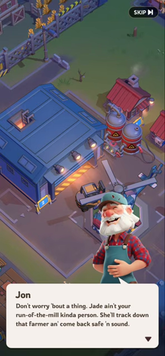 SKIP
Jon
Don't worry 'bout a thing. Jade ain't your
run-of-the-mill kinda person. She'll track down
that farmer an' come back safe 'n sound.